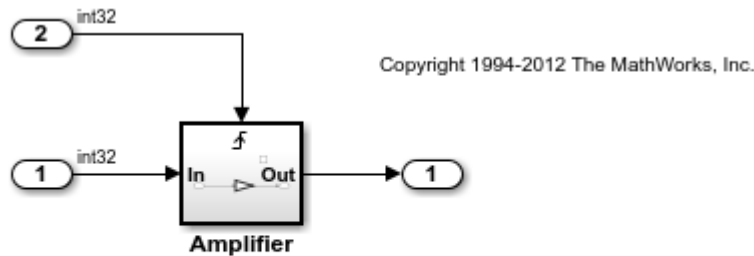 int32
2
Copyright 1994-2012 The MathWorks, Inc.
int32
1
In Out
1
Amplifier